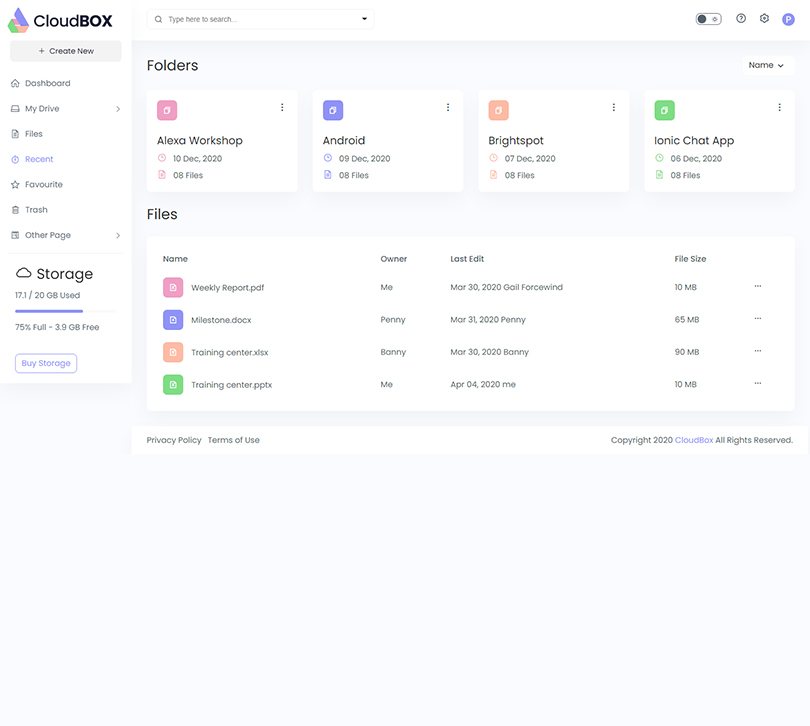 CloudBOX
Type here to search...
P
+ Create New
Dashboard
My Drive
Files
Recent
Favourite
Trash
Other Page
Storage
17.1 / 20 GB Used
75% Full - 3.9 GB Free
Buy Storage
Folders
Name
Alexa Workshop
10 Dec, 2020
08 Files
Android
09 Dec, 2020
08 Files
Brightspot
07 Dec, 2020
08 Files
Ionic Chat App
06 Dec, 2020
08 Files
Files
Name Owner Last Edit File Size
Weekly Report.pdf Me Mar 30, 2020 Gail Forcewind 10 MB
Milestone.docx Penny Mar 31, 2020 Penny 65 MB
Training center.xlsx Banny Mar 30, 2020 Banny 90 MB
Training center.pptx Me Apr 04, 2020 me 10 MB
Privacy Policy Terms of Use
Copyright 2020 CloudBox All Rights Reserved.